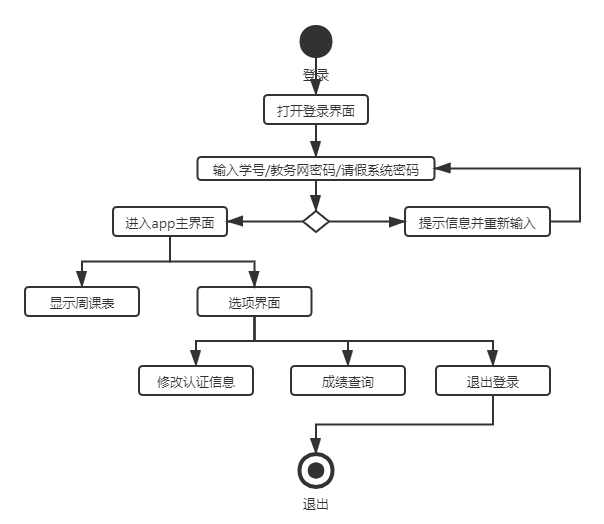 登录
打开登录界面
输入学号/教务网密码/请假系统密码
进入app主界面
提示信息并重新输入
显示周课表
选项界面
修改认证信息
成绩查询
退出登录
退出